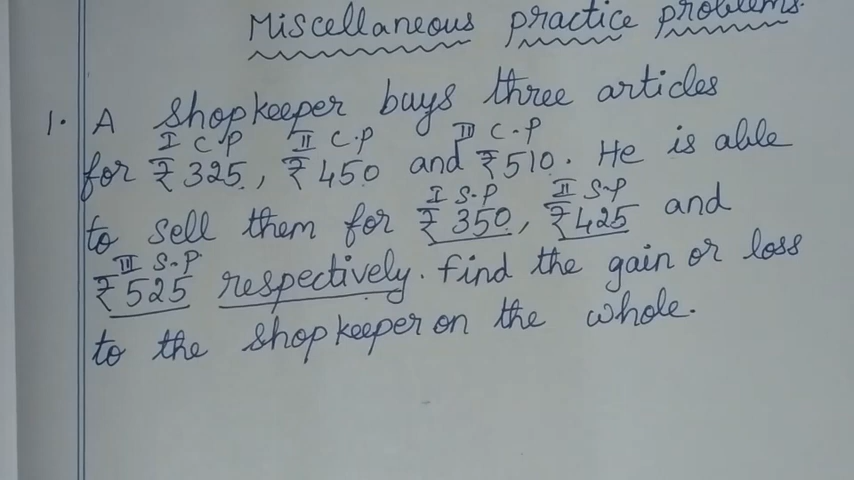 Miscellaneous practice problems.
1. A shopkeeper buys three articles
I C.P II C.P III C.P
for ₹325, ₹450 and ₹510. He is able
I S.P II S.P
to sell them for ₹350, ₹425 and
III S.P
₹525 respectively. find the gain or loss
to the shopkeeper on the whole.